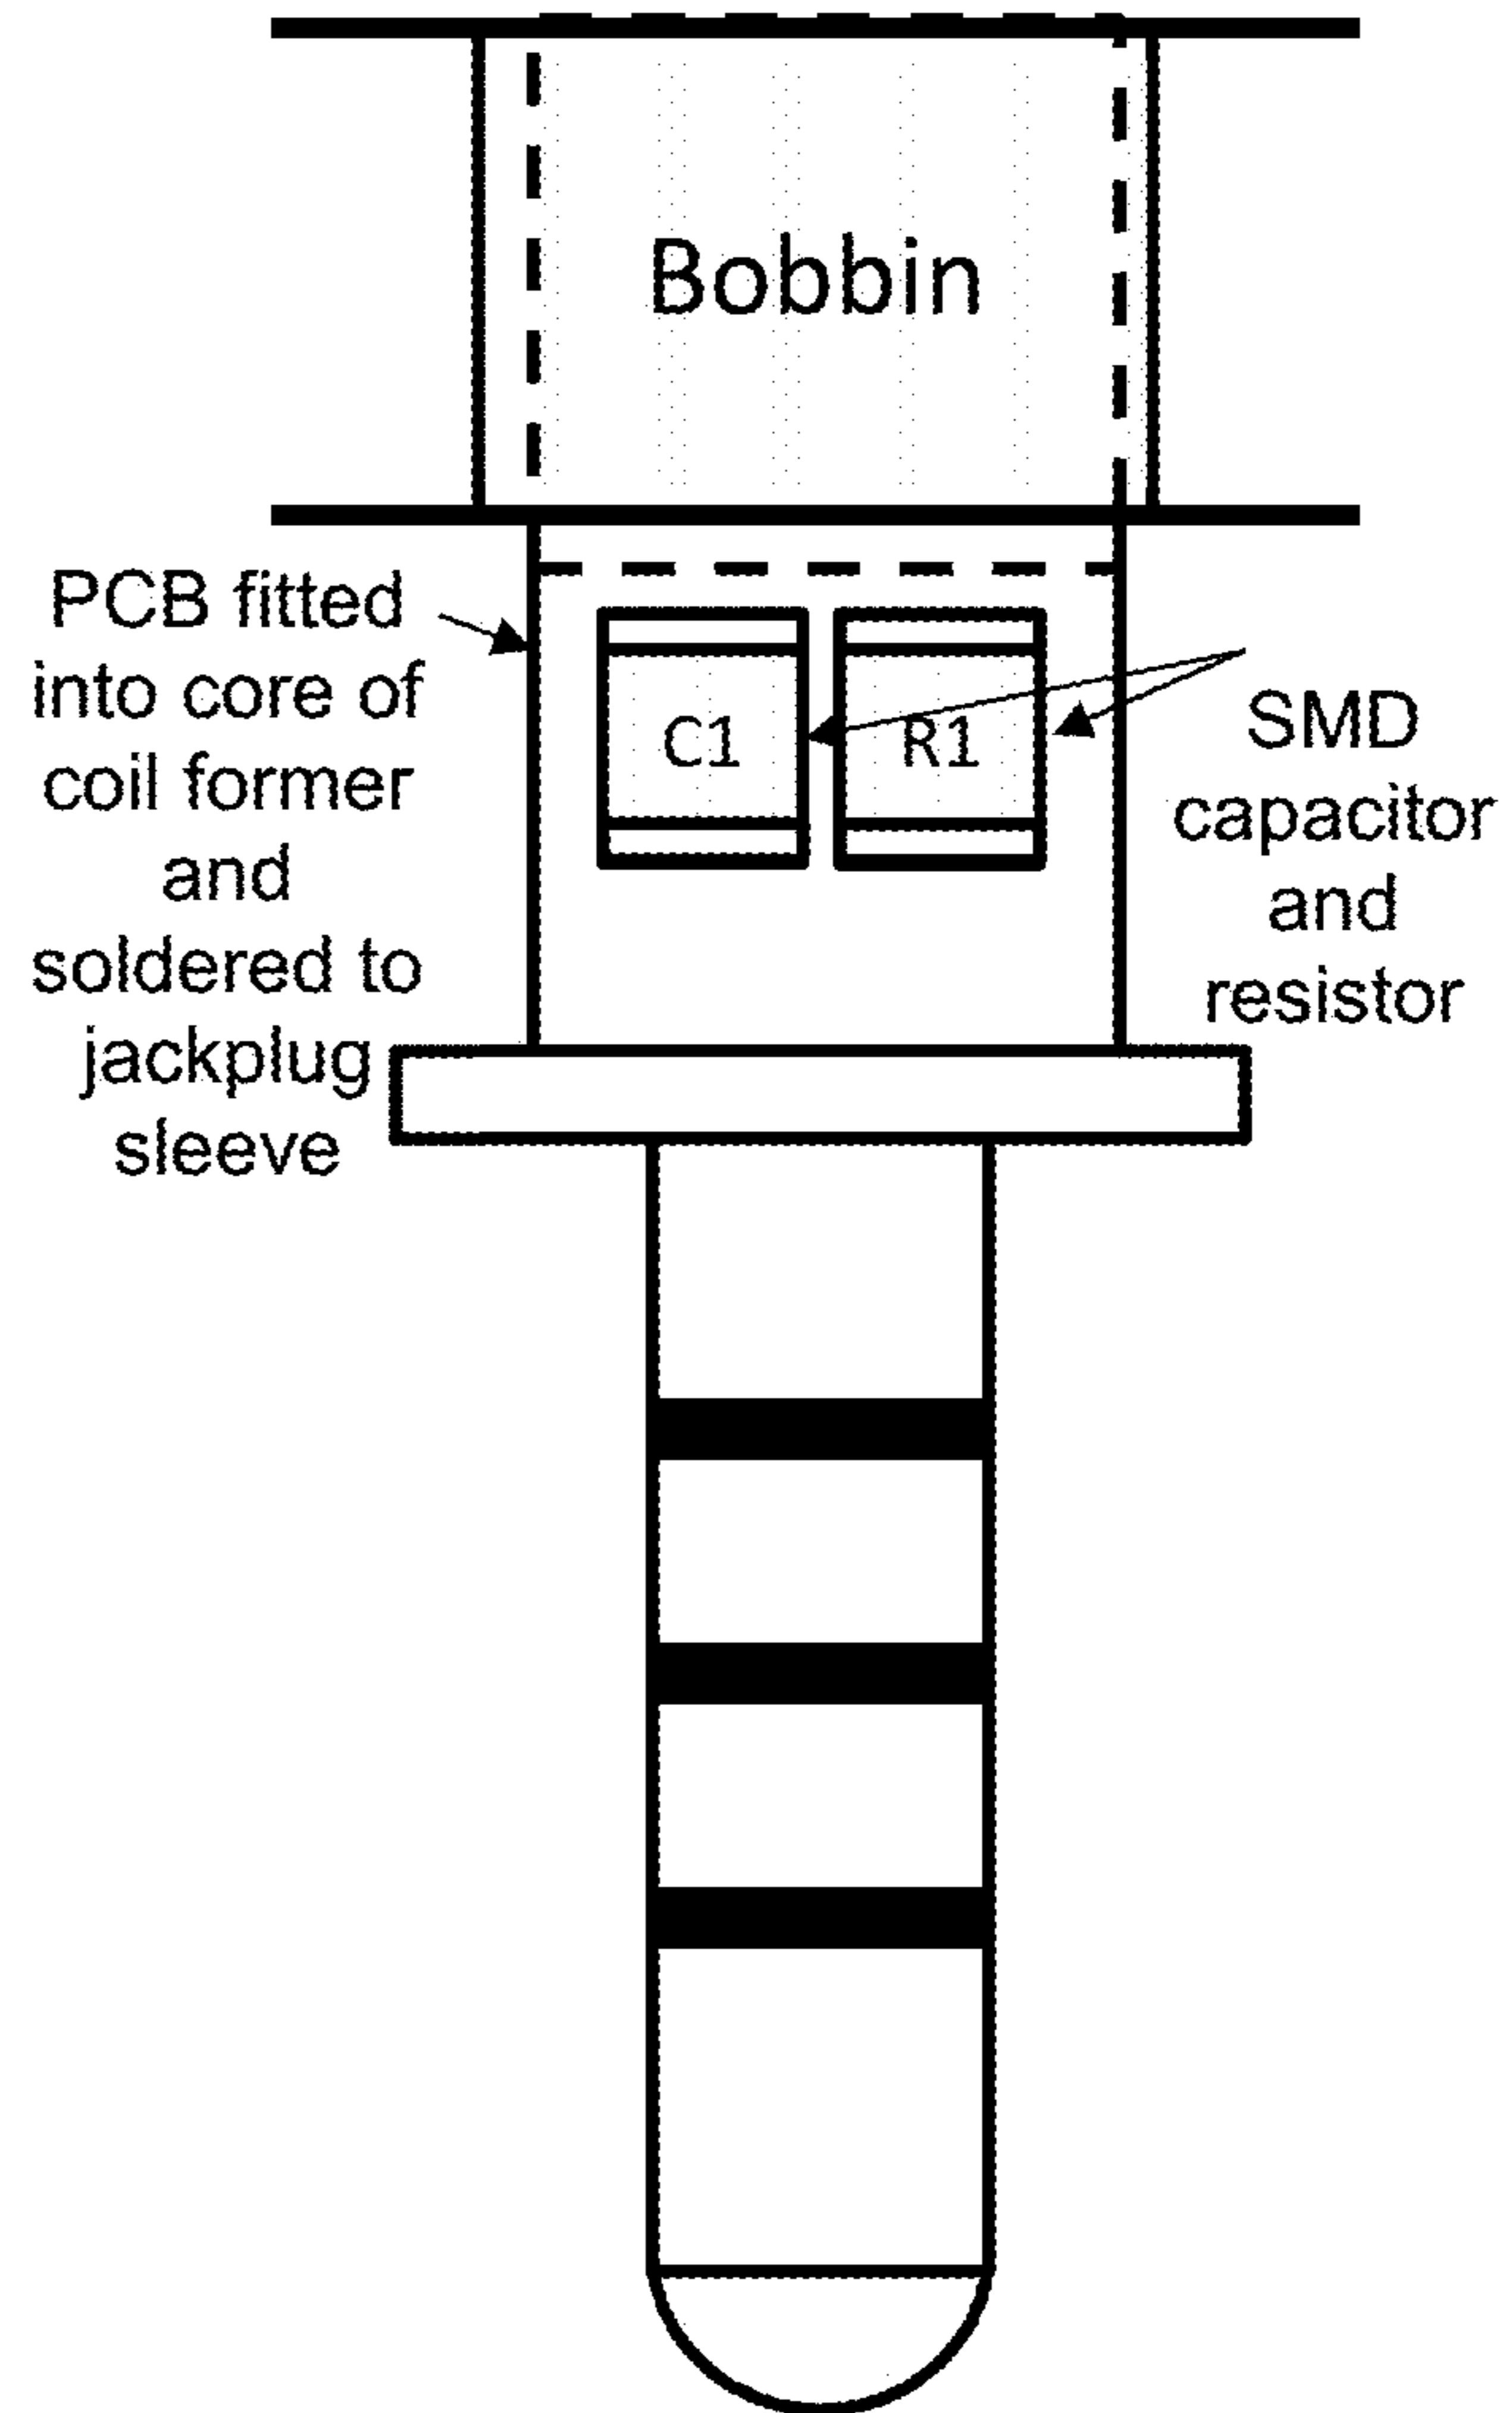 Bobbin
PCB fitted
into core of
coil former
and
soldered to
jackplug
sleeve
C1
R1
SMD
capacitor
and
resistor